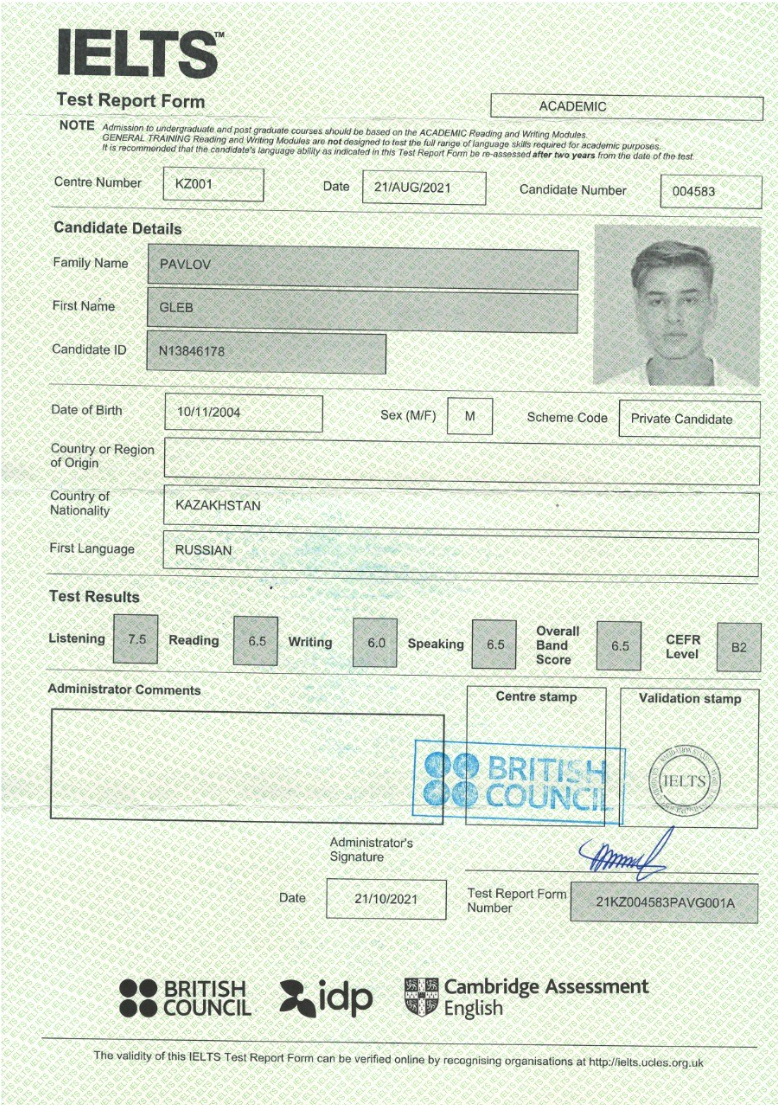 IELTS™
Test Report Form
ACADEMIC
NOTE Admission to undergraduate and post graduate courses should be based on the ACADEMIC Reading and Writing Modules.
GENERAL TRAINING Reading and Writing Modules are not designed to test the full range of language skills required for academic purposes.
It is recommended that the candidate's language ability as indicated in this Test Report Form be re-assessed after two years from the date of the test.
Centre Number KZ001 Date 21/AUG/2021 Candidate Number 004583
Candidate Details
Family Name PAVLOV
First Name GLEB
Candidate ID N13846178
Date of Birth 10/11/2004 Sex (M/F) M Scheme Code Private Candidate
Country or Region
of Origin
Country of
Nationality KAZAKHSTAN
First Language RUSSIAN
Test Results
Listening 7.5 Reading 6.5 Writing 6.0 Speaking 6.5 Overall Band Score 6.5 CEFR Level B2
Administrator Comments
Centre stamp
Validation stamp
BRITISH
COUNCIL
IELTS
Administrator's
Signature
Date 21/10/2021
Test Report Form
Number 21KZ004583PAVG001A
BRITISH
COUNCIL
idp
Cambridge Assessment
English
The validity of this IELTS Test Report Form can be verified online by recognising organisations at http://ielts.ucles.org.uk